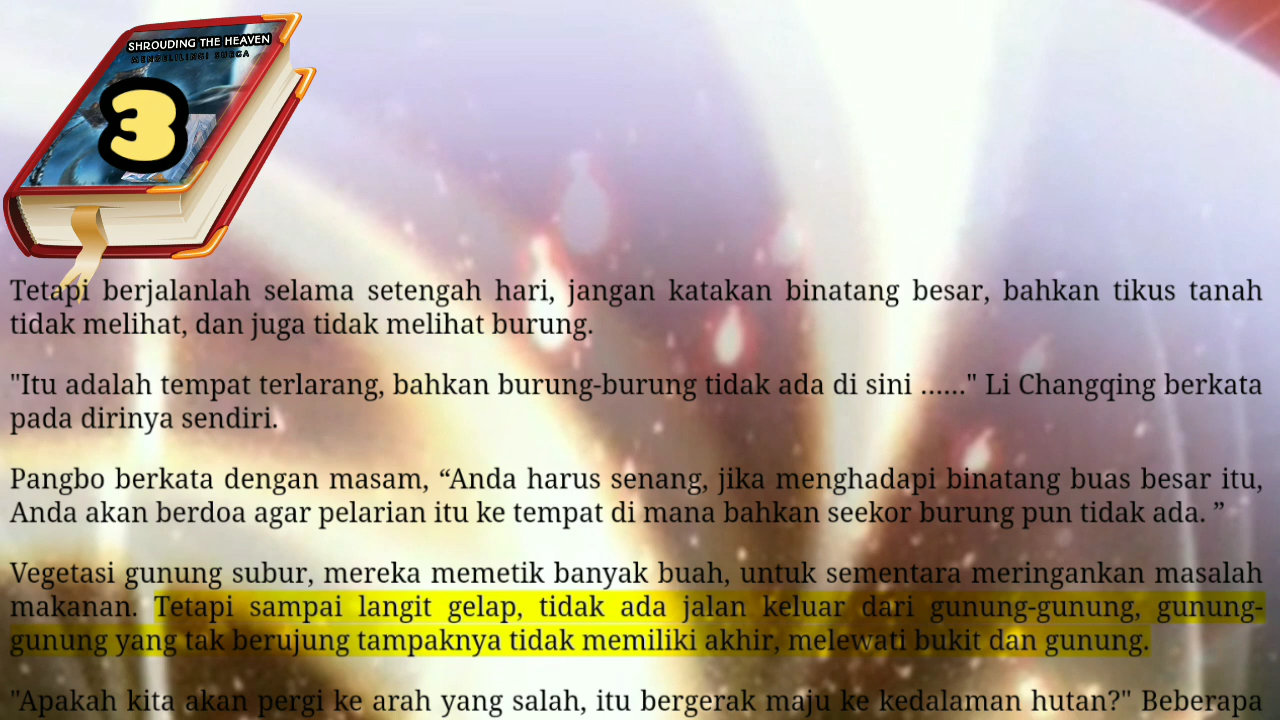 SHROUDING THE HEAVEN
MENGELILINGI SURGA
3
Tetapi berjalanlah selama setengah hari, jangan katakan binatang besar, bahkan tikus tanah
tidak melihat, dan juga tidak melihat burung.
"Itu adalah tempat terlarang, bahkan burung-burung tidak ada di sini ......" Li Changqing berkata
pada dirinya sendiri.
Pangbo berkata dengan masam, “Anda harus senang, jika menghadapi binatang buas besar itu,
Anda akan berdoa agar pelarian itu ke tempat di mana bahkan seekor burung pun tidak ada. ”
Vegetasi gunung subur, mereka memetik banyak buah, untuk sementara meringankan masalah
makanan. Tetapi sampai langit gelap, tidak ada jalan keluar dari gunung-gunung, gunung-
gunung yang tak berujung tampaknya tidak memiliki akhir, melewati bukit dan gunung.
"Apakah kita akan pergi ke arah yang salah, itu bergerak maju ke kedalaman hutan?" Beberapa